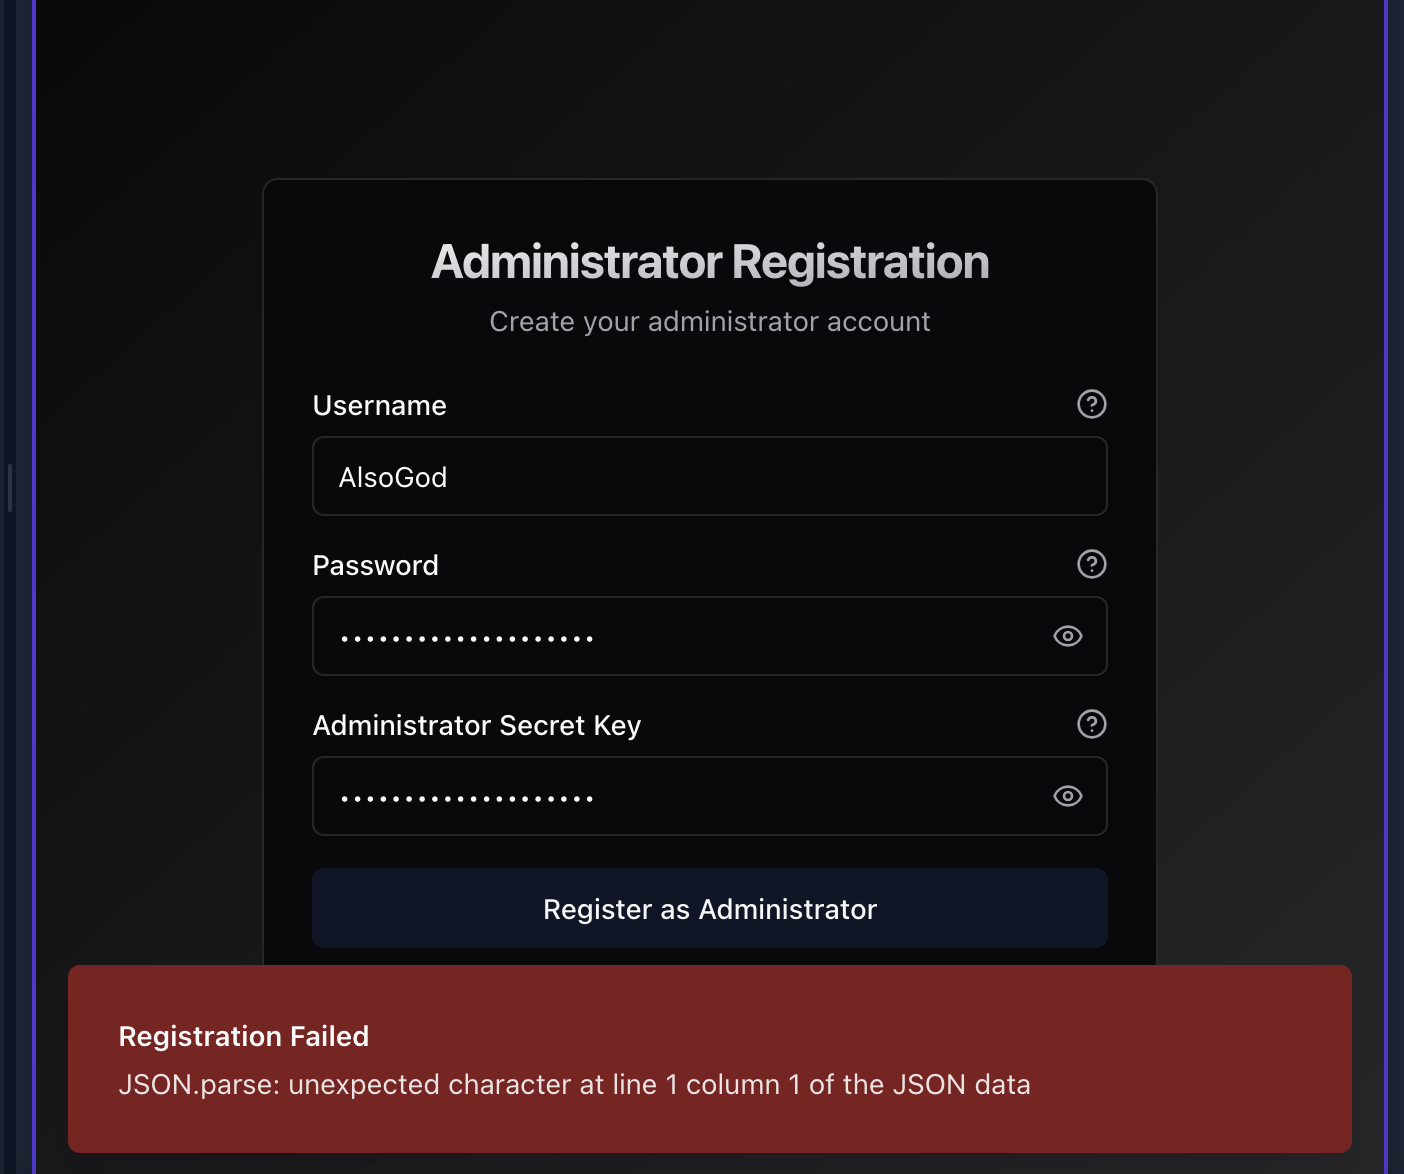 Administrator Registration
Create your administrator account
Username
AlsoGod
Password
••••••••••••••••••••
Administrator Secret Key
••••••••••••••••••••
Register as Administrator
Registration Failed
JSON.parse: unexpected character at line 1 column 1 of the JSON data